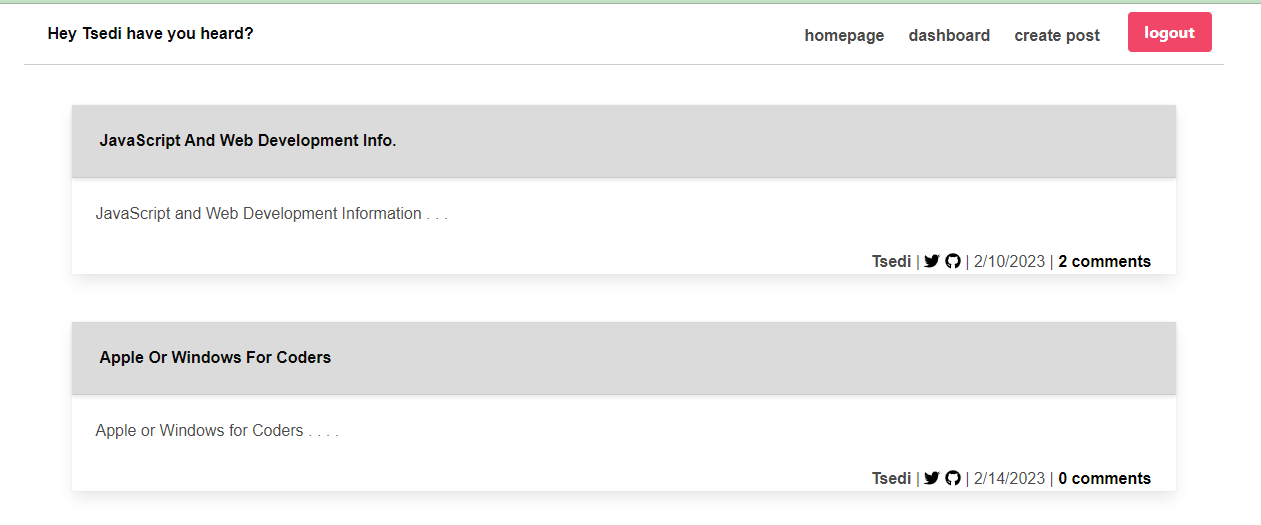 Hey Tsedi have you heard?
homepage dashboard create post logout
JavaScript And Web Development Info.
JavaScript and Web Development Information . . .
Tsedi | | 2/10/2023 | 2 comments
Apple Or Windows For Coders
Apple or Windows for Coders . . . .
Tsedi | | 2/14/2023 | 0 comments